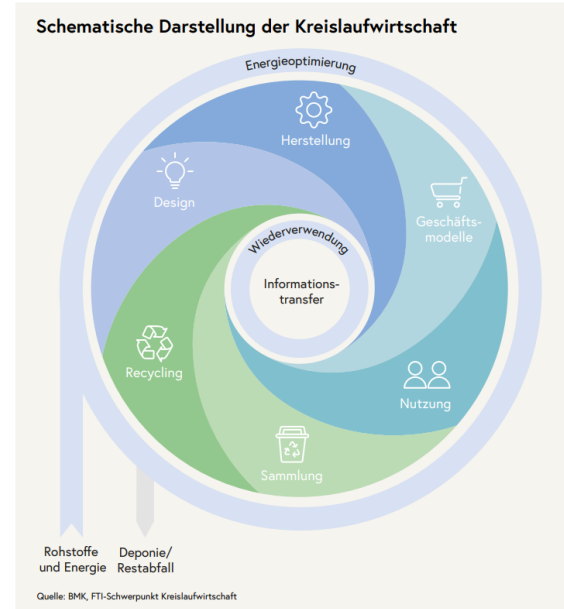 Schematische Darstellung der Kreislaufwirtschaft
Energieoptimierung
Herstellung
Design
Geschäfts-
modelle
Wiederverwendung
Informations-
transfer
Recycling
Nutzung
Sammlung
Rohstoffe
und Energie
Deponie/
Restabfall
Quelle: BMK, FTI-Schwerpunkt Kreislaufwirtschaft